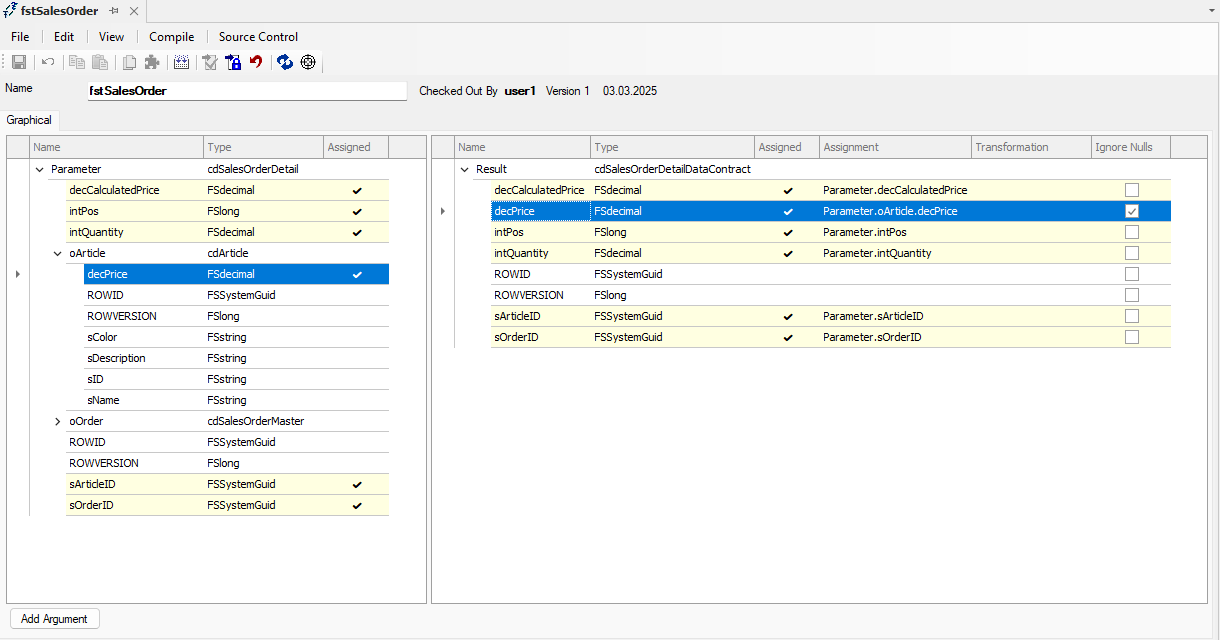 fstSalesOrder
File Edit View Compile Source Control
Name fstSalesOrder Checked Out By user1 Version 1 03.03.2025
Graphical
Name Type Assigned
Parameter cdSalesOrderDetail
decCalculatedPrice FSdecimal
intPos FSlong
intQuantity FSdecimal
oArticle cdArticle
decPrice FSdecimal
ROWID FSSystemGuid
ROWVERSION FSlong
sColor FSstring
sDescription FSstring
sID FSstring
sName FSstring
oOrder cdSalesOrderMaster
ROWID FSSystemGuid
ROWVERSION FSlong
sArticleID FSSystemGuid
sOrderID FSSystemGuid
Name Type Assigned Assignment Transformation Ignore Nulls
Result cdSalesOrderDetailDataContract
decCalculatedPrice FSdecimal Parameter.decCalculatedPrice
decPrice FSdecimal Parameter.oArticle.decPrice
intPos FSlong Parameter.intPos
intQuantity FSdecimal Parameter.intQuantity
ROWID FSSystemGuid
ROWVERSION FSlong
sArticleID FSSystemGuid Parameter.sArticleID
sOrderID FSSystemGuid Parameter.sOrderID
Add Argument